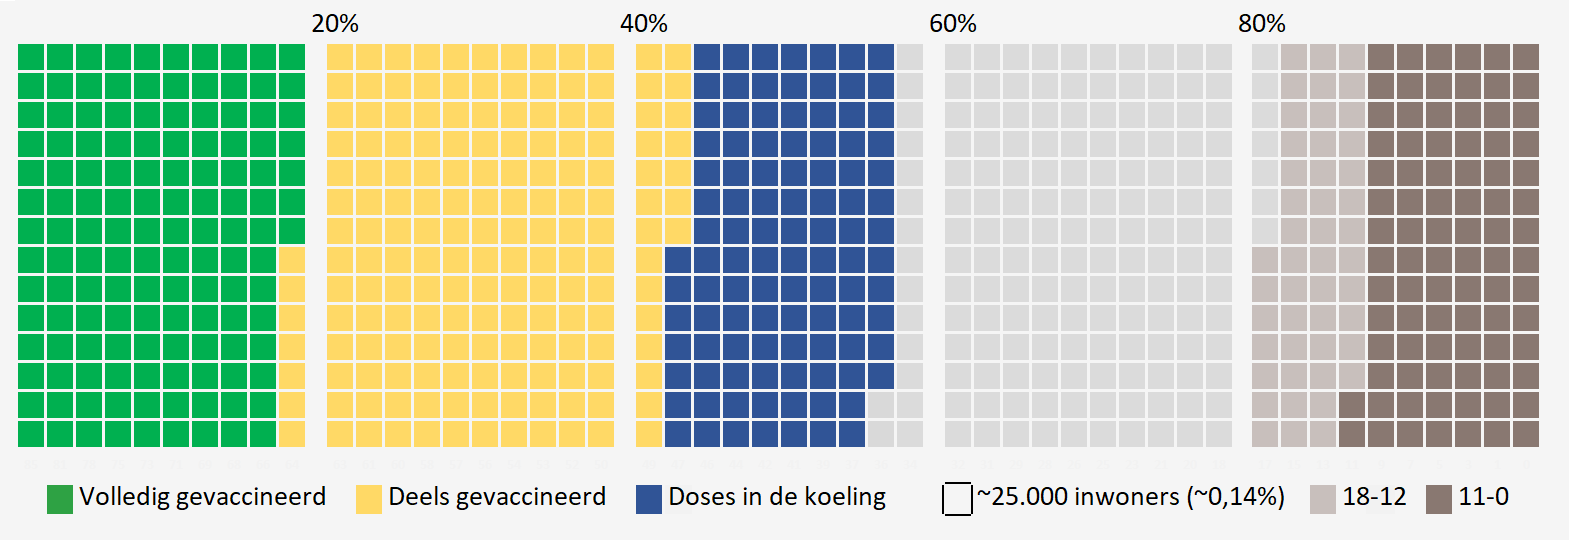 20% 40% 60% 80%
Volledig gevaccineerd Deels gevaccineerd Doses in de koeling ~25.000 inwoners (~0,14%) 18-12 11-0